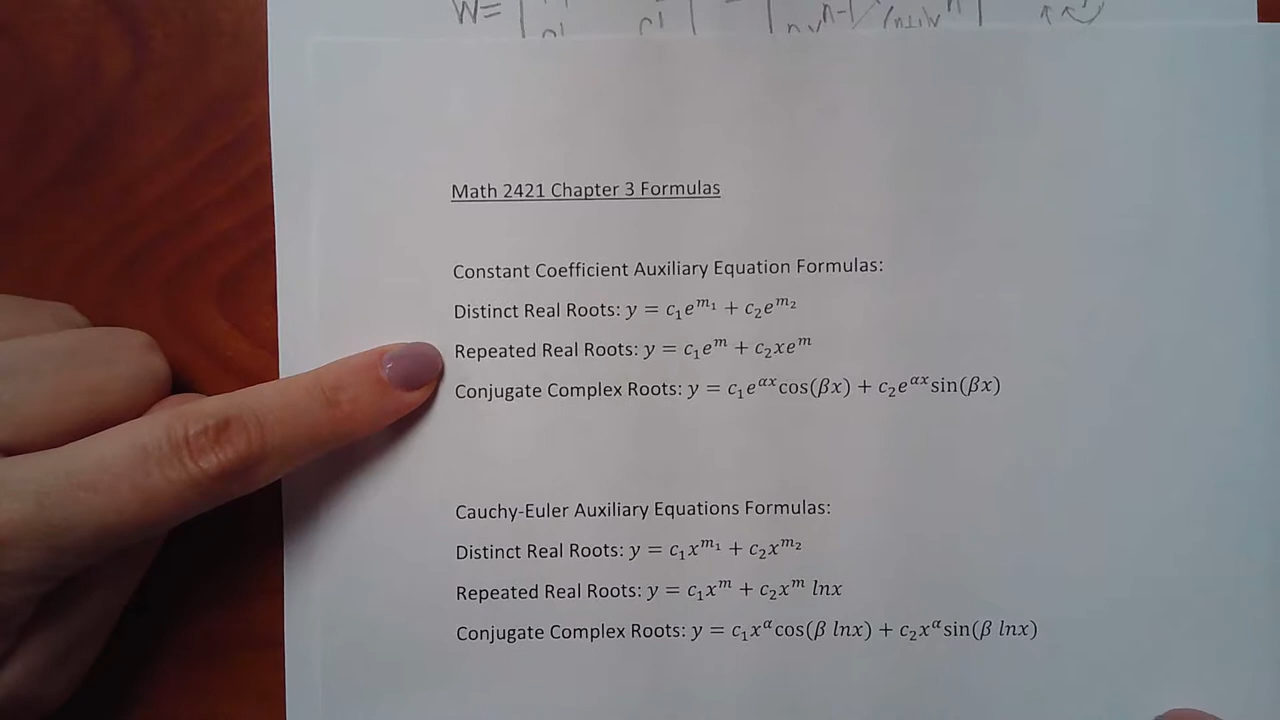 W=
Math 2421 Chapter 3 Formulas
Constant Coefficient Auxiliary Equation Formulas:
Distinct Real Roots: y = c₁e^m₁ + c₂e^m₂
Repeated Real Roots: y = c₁e^m + c₂xe^m
Conjugate Complex Roots: y = c₁e^αx cos(βx) + c₂e^αx sin(βx)
Cauchy-Euler Auxiliary Equations Formulas:
Distinct Real Roots: y = c₁x^m₁ + c₂x^m₂
Repeated Real Roots: y = c₁x^m + c₂x^m lnx
Conjugate Complex Roots: y = c₁x^α cos(β lnx) + c₂x^α sin(β lnx)